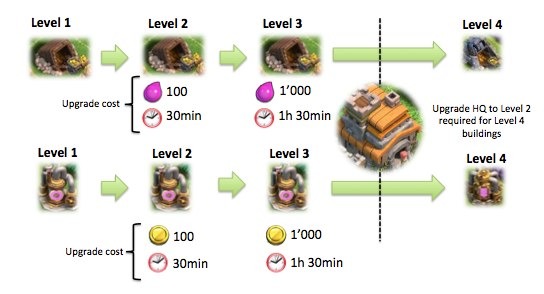 Level 1
Level 2
Level 3
Level 4
Upgrade cost
100
1’000
30min
1h 30min
Upgrade HQ to Level 2
required for Level 4
buildings
Level 1
Level 2
Level 3
Level 4
Upgrade cost
100
1’000
30min
1h 30min